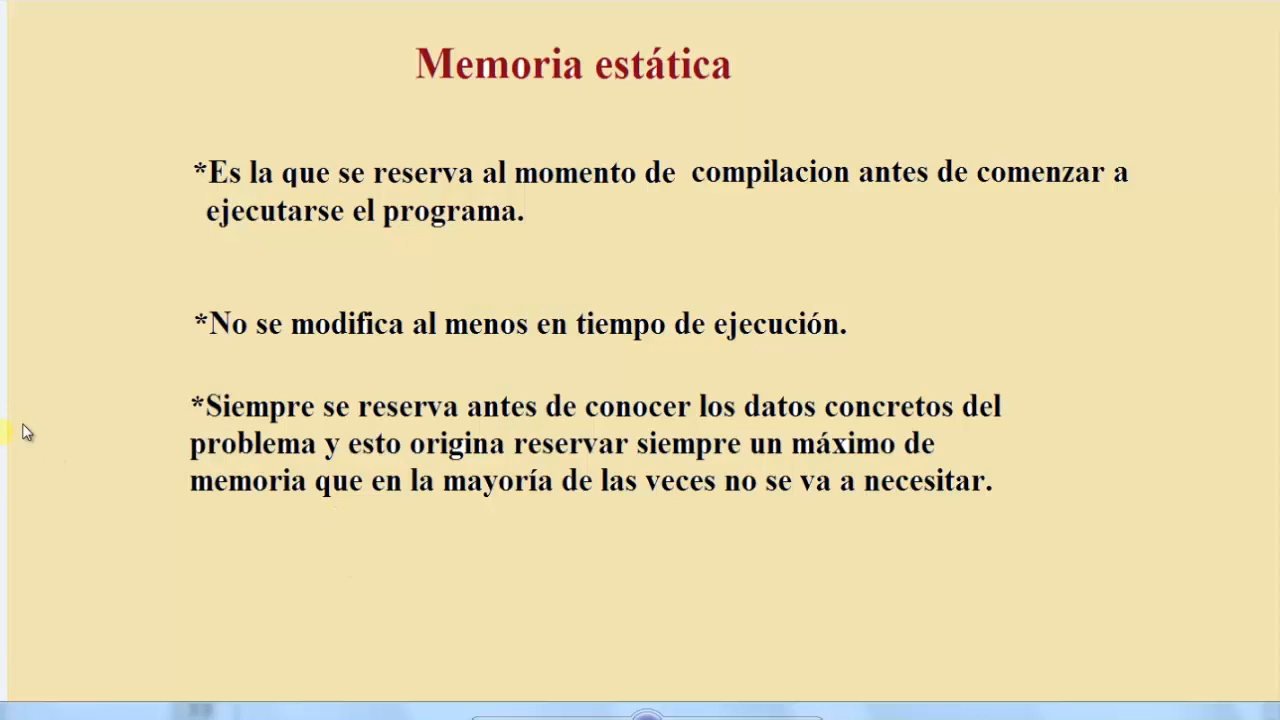 Memoria estática
*Es la que se reserva al momento de compilacion antes de comenzar a
ejecutarse el programa.
*No se modifica al menos en tiempo de ejecución.
*Siempre se reserva antes de conocer los datos concretos del
problema y esto origina reservar siempre un máximo de
memoria que en la mayoría de las veces no se va a necesitar.